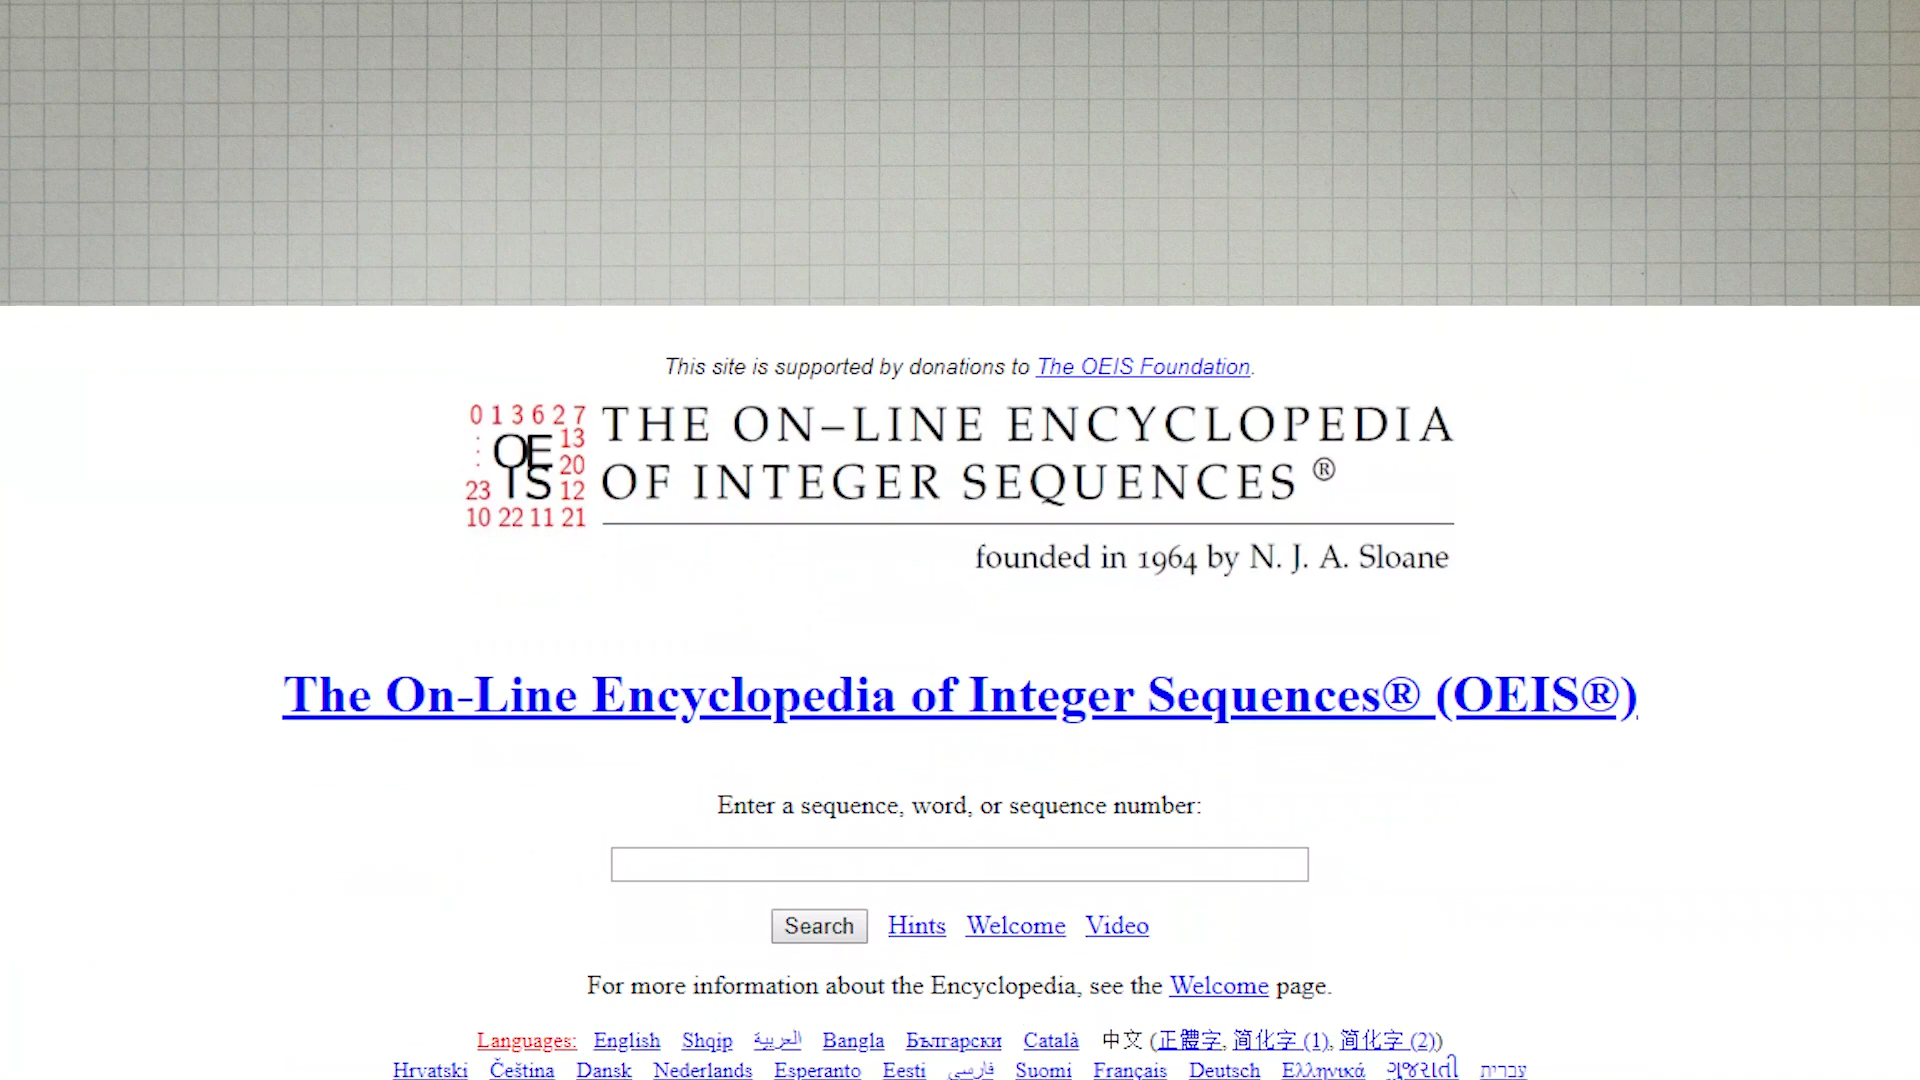 This site is supported by donations to The OEIS Foundation.
0 1 3 6 2 7
: OE 13
: IS 20
23 12
10 22 11 21
THE ON–LINE ENCYCLOPEDIA
OF INTEGER SEQUENCES ®
founded in 1964 by N. J. A. Sloane
The On-Line Encyclopedia of Integer Sequences® (OEIS®)
Enter a sequence, word, or sequence number:
Search Hints Welcome Video
For more information about the Encyclopedia, see the Welcome page.
Languages: English Shqip العربية Bangla Български Català 中文 (正體字, 简化字 (1), 简化字 (2))
Hrvatski Čeština Dansk Nederlands Esperanto Eesti فارسی Suomi Français Deutsch Ελληνικά ગુજરાતી עברית